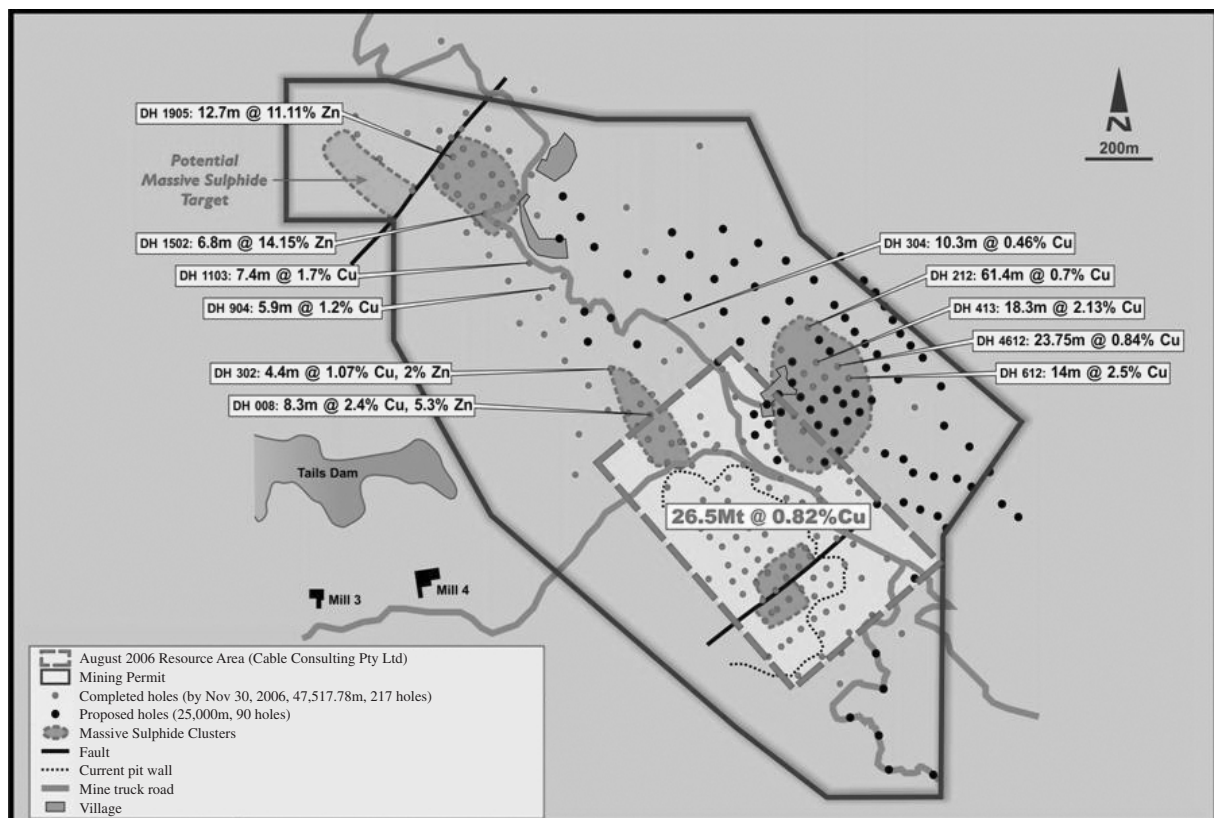 DH 1905: 12.7m @ 11.11% Zn
Potential
Massive Sulphide
Target
DH 1502: 6.8m @ 14.15% Zn
DH 1103: 7.4m @ 1.7% Cu
DH 904: 5.9m @ 1.2% Cu
DH 302: 4.4m @ 1.07% Cu, 2% Zn
DH 008: 8.3m @ 2.4% Cu, 5.3% Zn
N
200m
DH 304: 10.3m @ 0.46% Cu
DH 212: 61.4m @ 0.7% Cu
DH 413: 18.3m @ 2.13% Cu
DH 4612: 23.75m @ 0.84% Cu
DH 612: 14m @ 2.5% Cu
Tails Dam
26.5Mt @ 0.82%Cu
Mill 3
Mill 4
August 2006 Resource Area (Cable Consulting Pty Ltd)
Mining Permit
Completed holes (by Nov 30, 2006, 47,517.78m, 217 holes)
Proposed holes (25,000m, 90 holes)
Massive Sulphide Clusters
Fault
Current pit wall
Mine truck road
Village